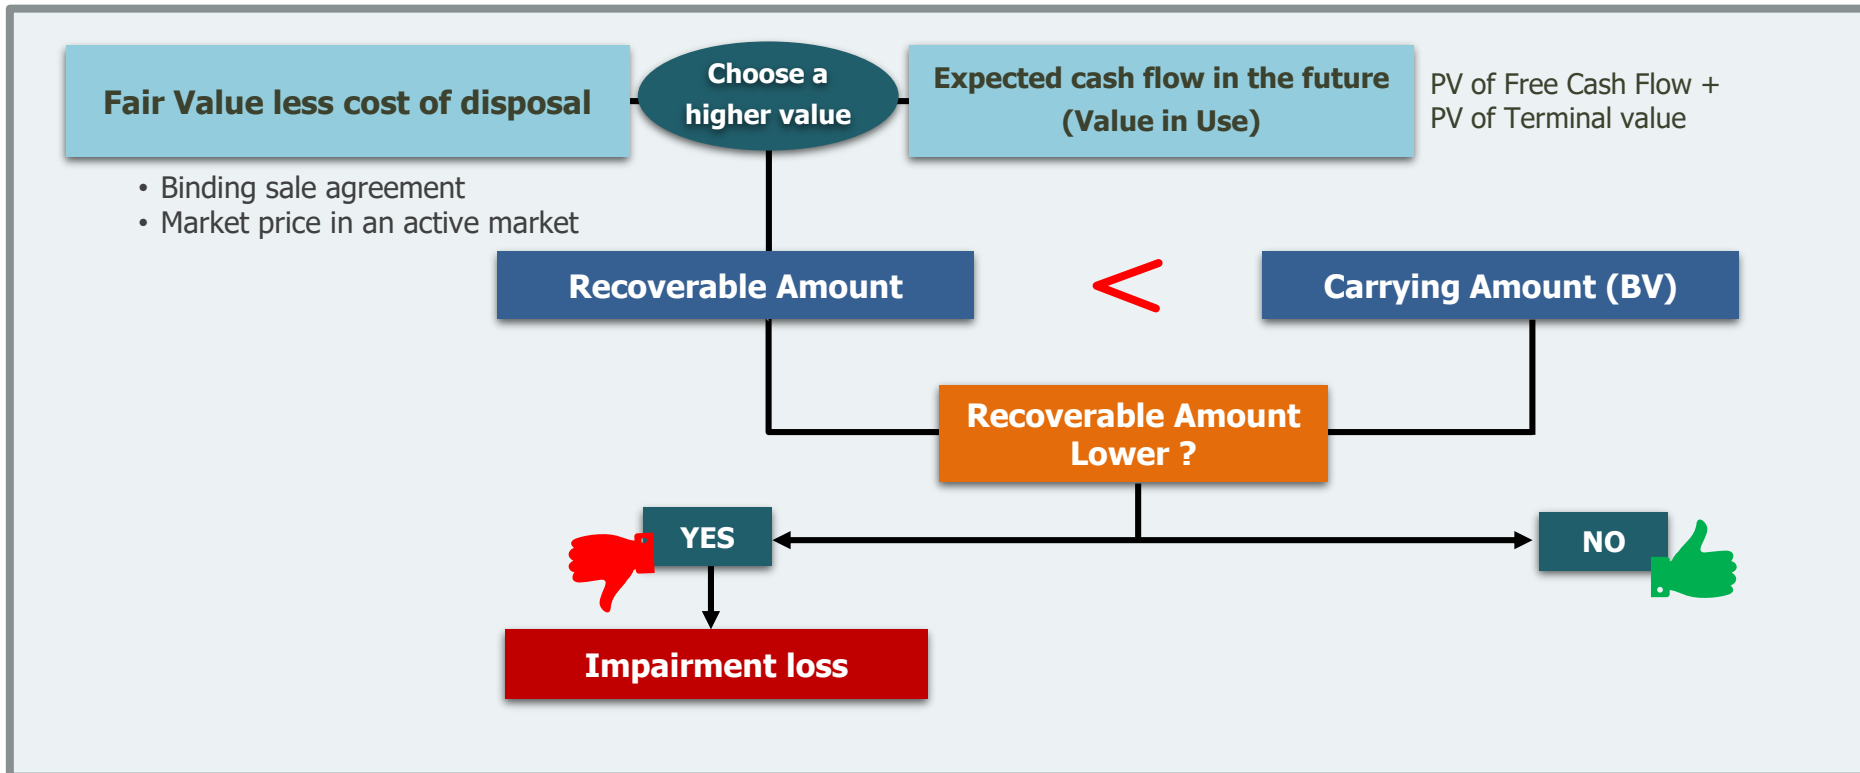 Fair Value less cost of disposal
Choose a
higher value
Expected cash flow in the future
(Value in Use)
PV of Free Cash Flow +
PV of Terminal value
• Binding sale agreement
• Market price in an active market
Recoverable Amount
<
Carrying Amount (BV)
Recoverable Amount
Lower ?
YES
NO
Impairment loss